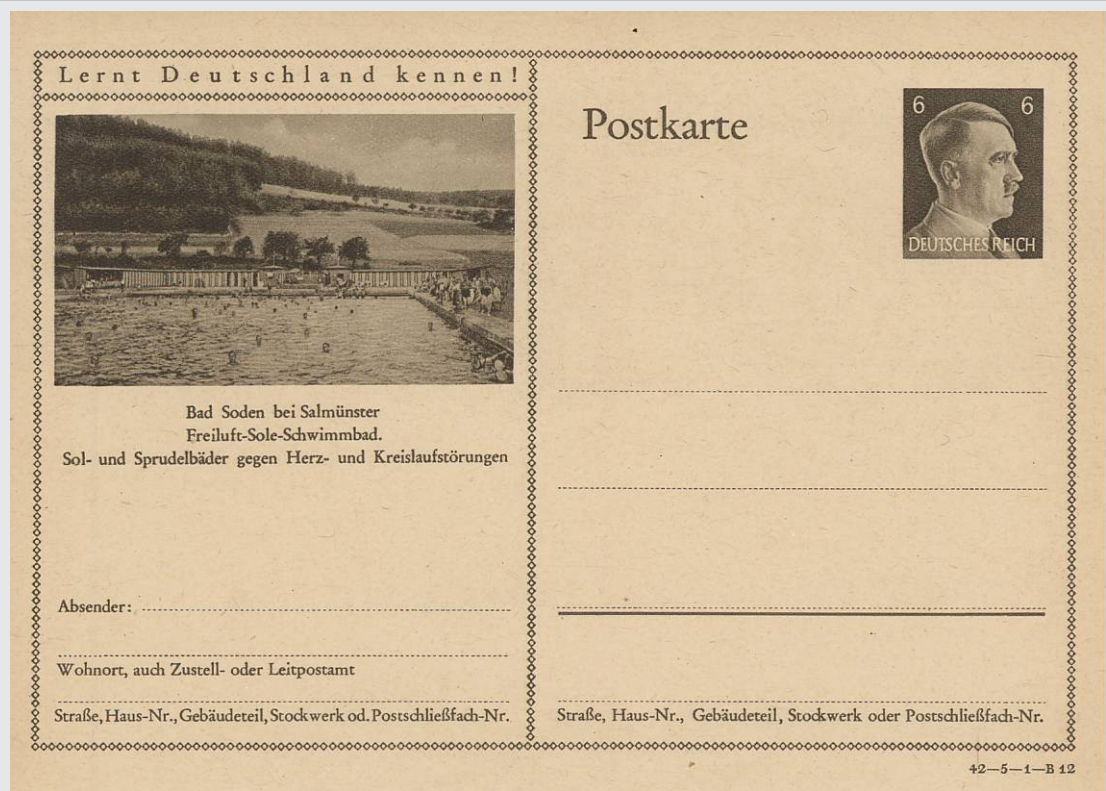 Lernt Deutschland kennen!
Bad Soden bei Salmünster
Freiluft-Sole-Schwimmbad.
Sol- und Sprudelbäder gegen Herz- und Kreislaufstörungen
Absender:
Wohnort, auch Zustell- oder Leitpostamt
Straße, Haus-Nr., Gebäudeteil, Stockwerk od. Postschließfach-Nr.
Postkarte
6 6
DEUTSCHES REICH
Straße, Haus-Nr., Gebäudeteil, Stockwerk oder Postschließfach-Nr.
42—5—1—B 12